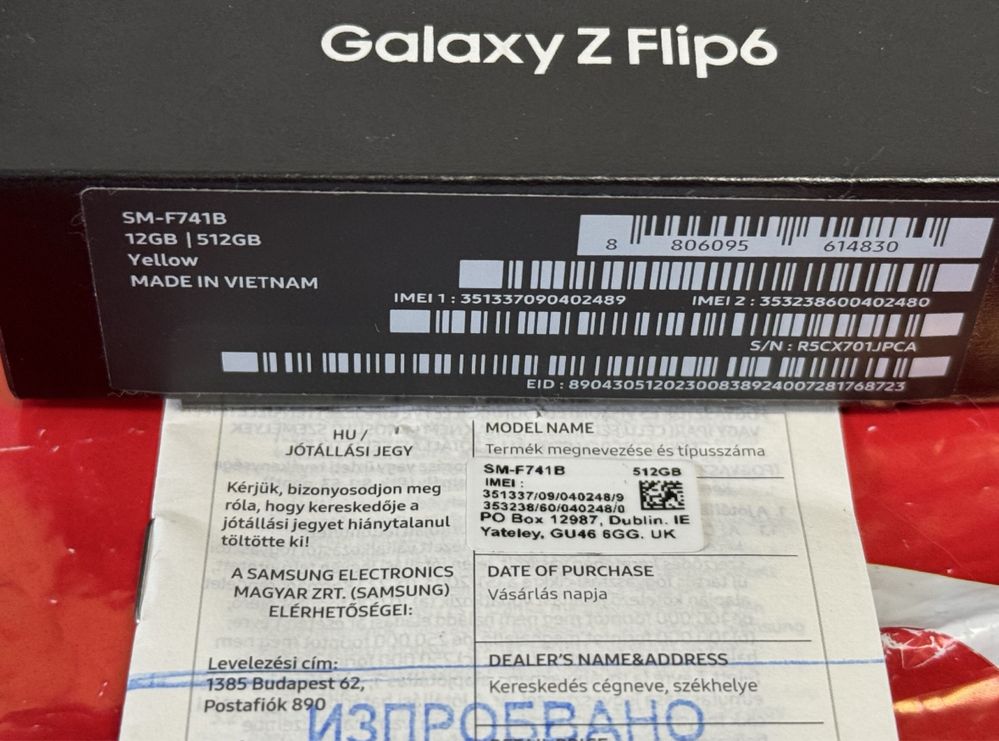 Galaxy Z Flip6
SM-F741B
12GB | 512GB
Yellow
MADE IN VIETNAM
8 806095 614830
IMEI 1 : 351337090402489 IMEI 2 : 353238600402480
S/N : R5CX701JPCA
EID : 89043051202300838924007281768723
HU /
JÓTÁLLÁSI JEGY
Kérjük, bizonyosodjon meg
róla, hogy kereskedője a
jótállási jegyet hiánytalanul
töltötte ki!
A SAMSUNG ELECTRONICS
MAGYAR ZRT. (SAMSUNG)
ELÉRHETŐSÉGEI:
Levelezési cím:
1385 Budapest 62,
Postafiók 890
MODEL NAME
Termék megnevezése és típusszáma
SM-F741B 512GB
IMEI :
351337/09/040248/9
353238/60/040248/0
PO Box 12987, Dublin. IE
Yateley, GU46 6GG. UK
DATE OF PURCHASE
Vásárlás napja
DEALER'S NAME&ADDRESS
Kereskedés cégneve, székhelye
ИЗПРОБВАНО